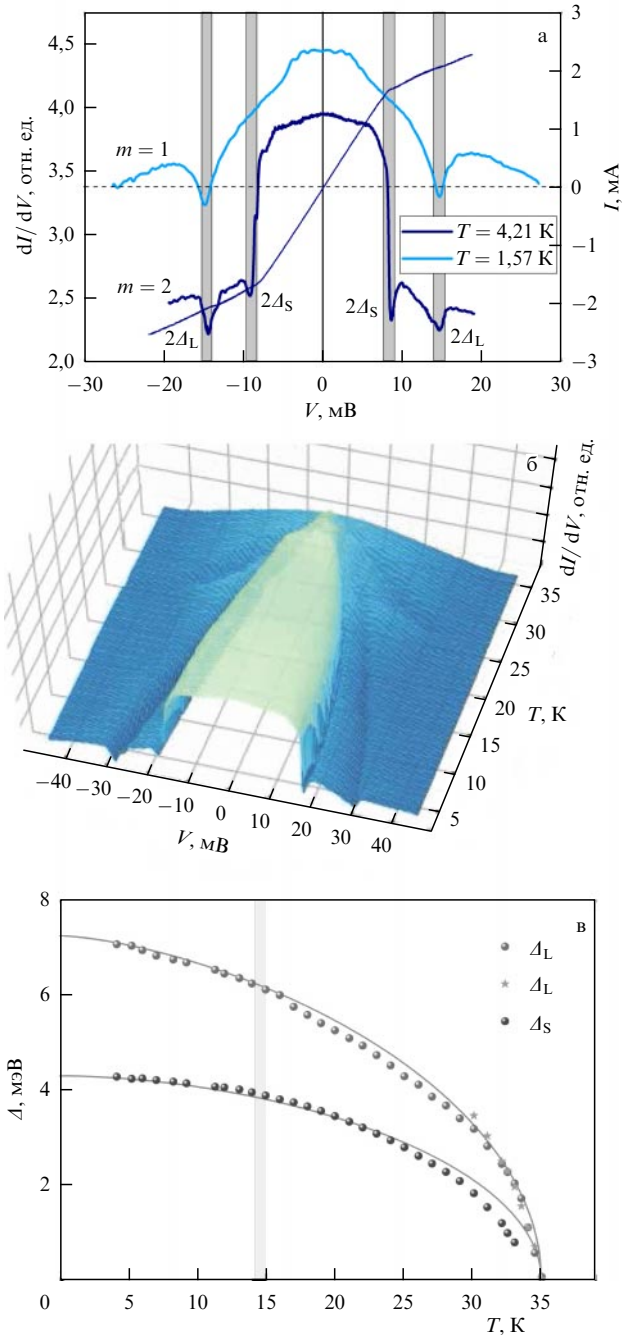 а
dI/dV, отн. ед.
4,5
4,0
3,5
3,0
2,5
2,0
m = 1
m = 2
2Δ_L
2Δ_S
2Δ_S
2Δ_L
T = 4,21 К
T = 1,57 К
3
2
1
0
−1
−2
−3
I, мА
−30 −20 −10 0 10 20 30
V, мВ
б
dI/dV, отн. ед.
35
30
25
20
15
10
5
T, К
−40 −30 −20 −10 0 10 20 30 40
V, мВ
в
Δ, мэВ
8
6
4
2
Δ_L
Δ_L
Δ_S
0 5 10 15 20 25 30 35
T, К